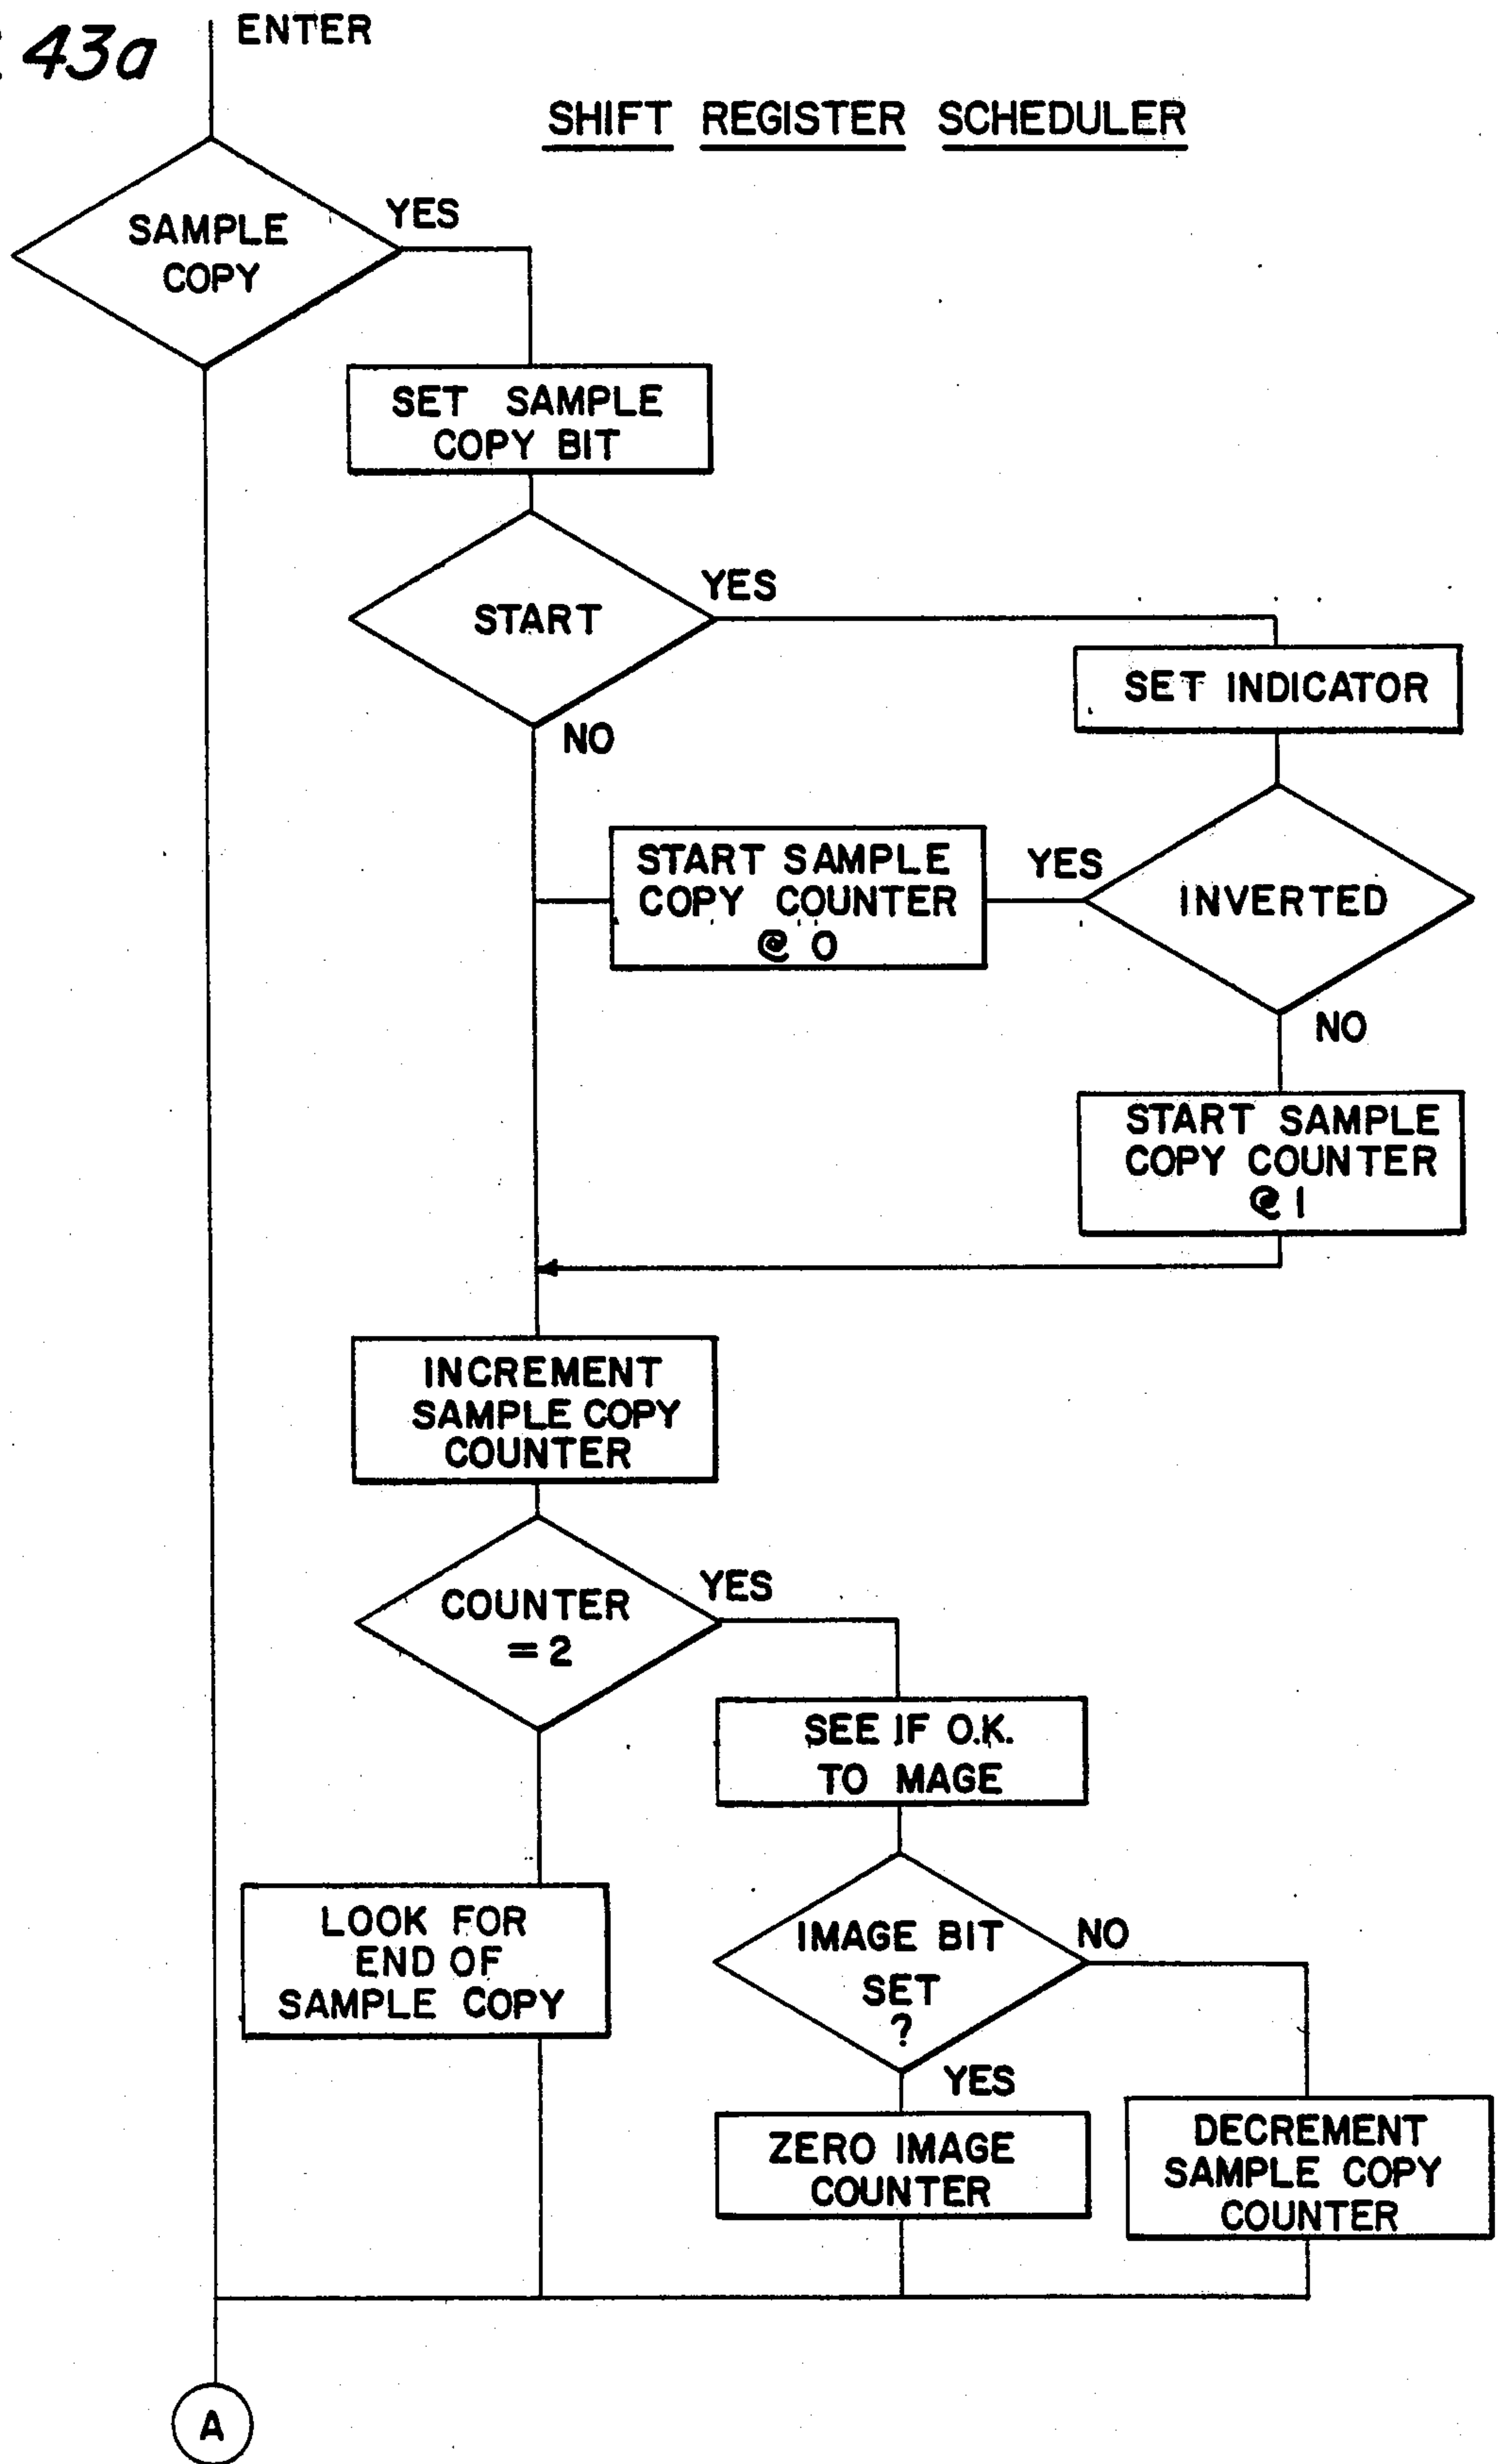 43a
ENTER
SHIFT REGISTER SCHEDULER
SAMPLE
COPY
YES
SET SAMPLE
COPY BIT
START
YES
NO
SET INDICATOR
INVERTED
YES
NO
START SAMPLE
COPY COUNTER
@ 0
START SAMPLE
COPY COUNTER
@ 1
INCREMENT
SAMPLE COPY
COUNTER
COUNTER
= 2
YES
SEE IF O.K.
TO MAGE
LOOK FOR
END OF
SAMPLE COPY
IMAGE BIT
SET
?
NO
YES
ZERO IMAGE
COUNTER
DECREMENT
SAMPLE COPY
COUNTER
A